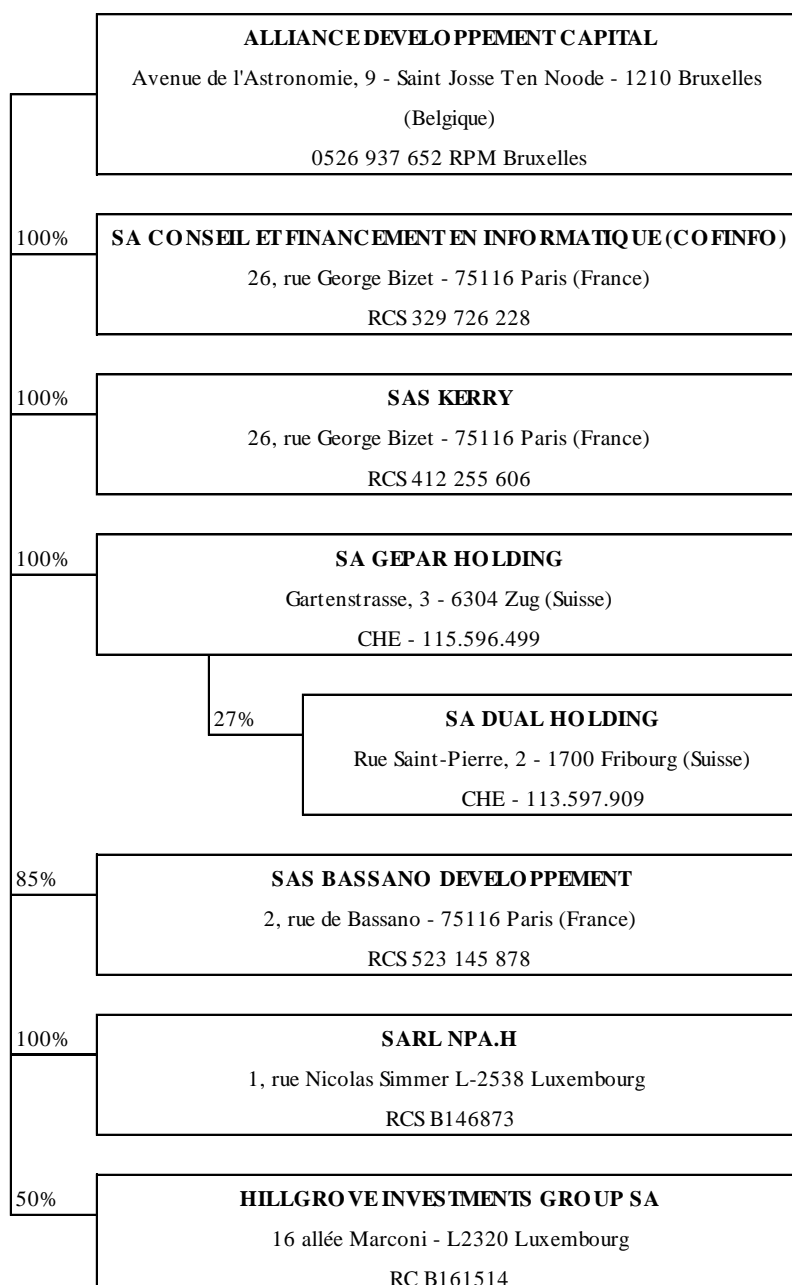 ALLIANCE DEVELOPPEMENT CAPITAL
Avenue de l'Astronomie, 9 - Saint Josse Ten Noode - 1210 Bruxelles
(Belgique)
0526 937 652 RPM Bruxelles
100%
SA CONSEIL ET FINANCEMENT EN INFORMATIQUE (COFINFO)
26, rue George Bizet - 75116 Paris (France)
RCS 329 726 228
100%
SAS KERRY
26, rue George Bizet - 75116 Paris (France)
RCS 412 255 606
100%
SA GEPAR HOLDING
Gartenstrasse, 3 - 6304 Zug (Suisse)
CHE - 115.596.499
27%
SA DUAL HOLDING
Rue Saint-Pierre, 2 - 1700 Fribourg (Suisse)
CHE - 113.597.909
85%
SAS BASSANO DEVELOPPEMENT
2, rue de Bassano - 75116 Paris (France)
RCS 523 145 878
100%
SARL NPA.H
1, rue Nicolas Simmer L-2538 Luxembourg
RCS B146873
50%
HILLGROVE INVESTMENTS GROUP SA
16 allée Marconi - L2320 Luxembourg
RC B161514